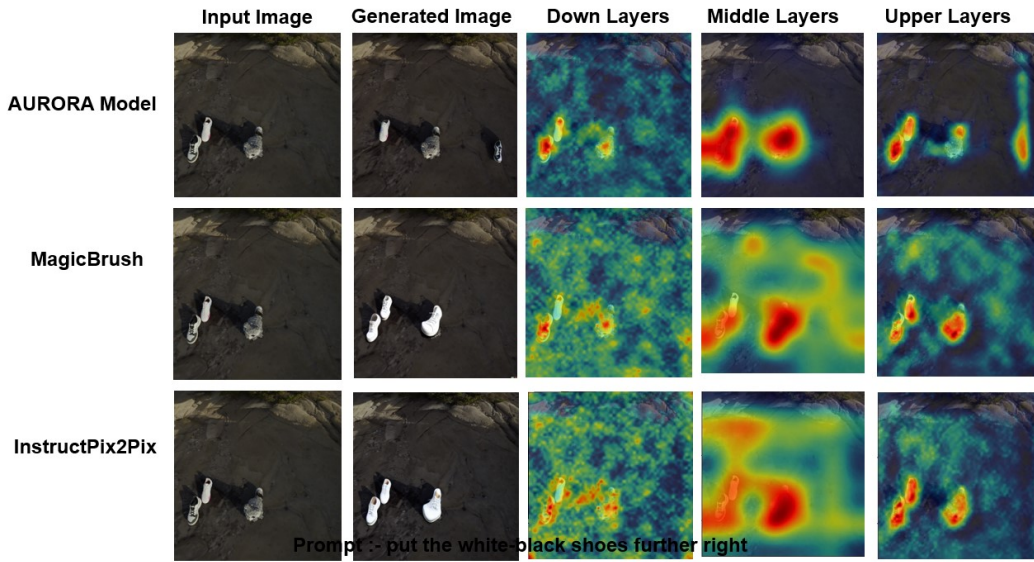 Input Image Generated Image Down Layers Middle Layers Upper Layers
AURORA Model
MagicBrush
InstructPix2Pix
Prompt :- put the white-black shoes further right